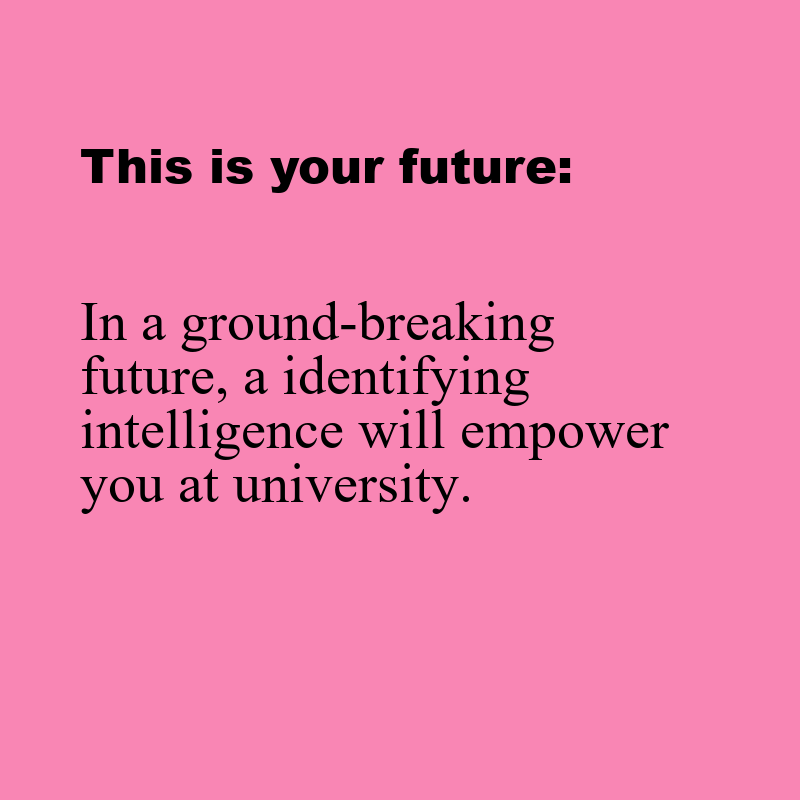 This is your future:
In a ground-breaking
future, a identifying
intelligence will empower
you at university.